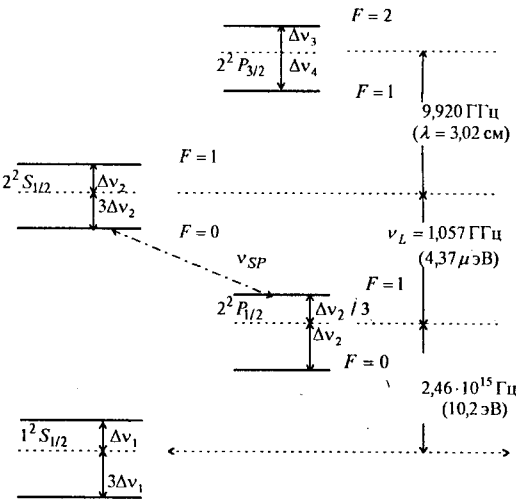 F = 2
Δν₃
2²P₃/₂
Δν₄
F = 1
9,920 ГГц
(λ = 3,02 см)
F = 1
2²S₁/₂
Δν₂
3Δν₂
F = 0
ν_L = 1,057 ГГц
(4,37 μэВ)
ν_SP
F = 1
2²P₁/₂
Δν₂ / 3
Δν₂
F = 0
2,46·10¹⁵ Гц
(10,2 эВ)
1²S₁/₂
Δν₁
3Δν₁